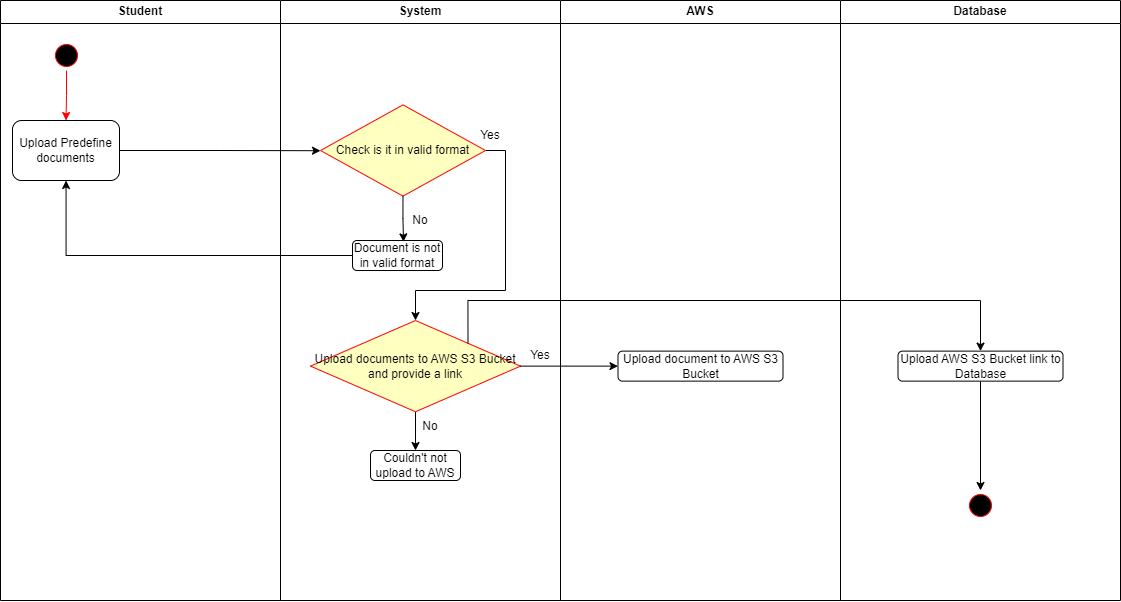 Student
System
AWS
Database
Upload Predefine
documents
Yes
Check is it in valid format
No
Document is not
in valid format
Upload documents to AWS S3 Bucket
and provide a link
Yes
Upload document to AWS S3
Bucket
Upload AWS S3 Bucket link to
Database
No
Couldn't not
upload to AWS